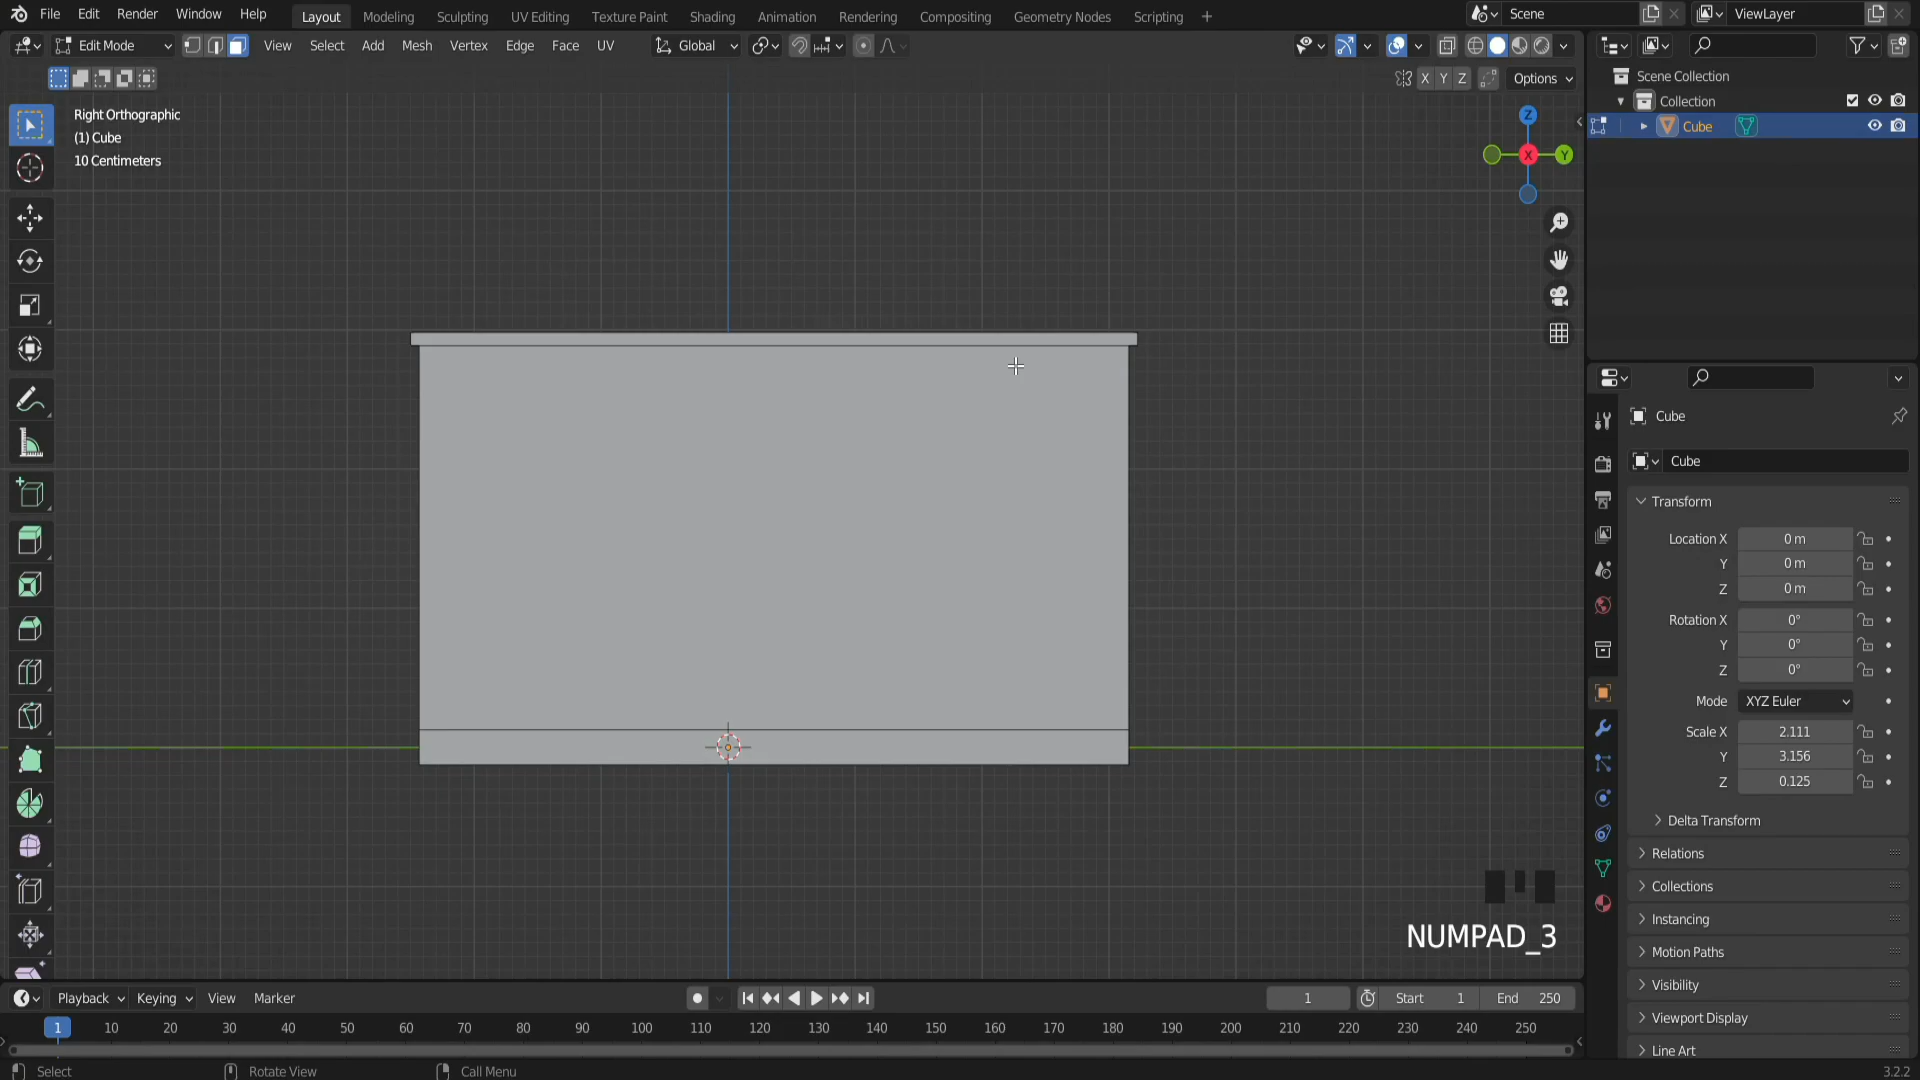 File Edit Render Window Help Layout Modeling Sculpting UV Editing Texture Paint Shading Animation Rendering Compositing Geometry Nodes Scripting + Scene ViewLayer
Edit Mode View Select Add Mesh Vertex Edge Face UV Global
X Y Z Options
Right Orthographic
(1) Cube
10 Centimeters
Z
X
Y
NUMPAD_3
Scene Collection
Collection
Cube
Cube
Cube
Transform
Location X 0 m
Y 0 m
Z 0 m
Rotation X 0°
Y 0°
Z 0°
Mode XYZ Euler
Scale X 2.111
Y 3.156
Z 0.125
Delta Transform
Relations
Collections
Instancing
Motion Paths
Visibility
Viewport Display
Line Art
Playback Keying View Marker 1 Start 1 End 250
1 10 20 30 40 50 60 70 80 90 100 110 120 130 140 150 160 170 180 190 200 210 220 230 240 250
Select Rotate View Call Menu 3.2.2